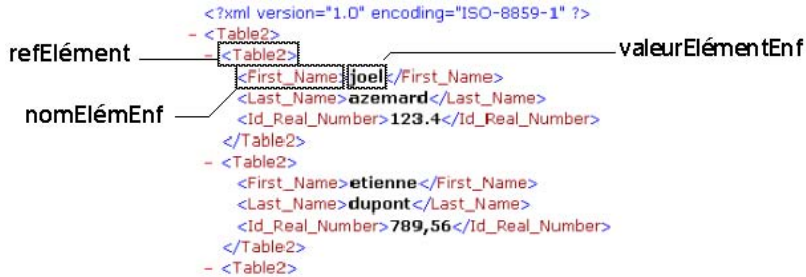 <?xml version="1.0" encoding="ISO-8859-1" ?>
- <Table2>
refElément
- <Table2>
valeurElémentEnf
<First_Name>joel</First_Name>
<Last_Name>azemard</Last_Name>
nomElémEnf
<Id_Real_Number>123.4</Id_Real_Number>
</Table2>
- <Table2>
<First_Name>etienne</First_Name>
<Last_Name>dupont</Last_Name>
<Id_Real_Number>789,56</Id_Real_Number>
</Table2>
- <Table2>